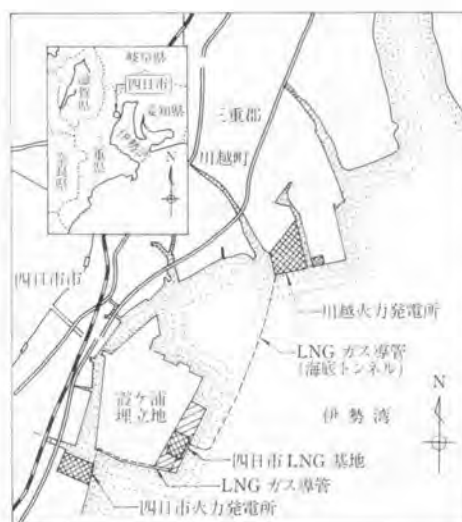 岐阜県
滋賀県
四日市
愛知県
伊勢湾
三重県
奈良県
N
三重郡
川越町
四日市市
川越火力発電所
LNG ガス導管
(海底トンネル)
N
伊勢湾
霞ケ浦
埋立地
四日市 LNG 基地
LNG ガス導管
四日市火力発電所